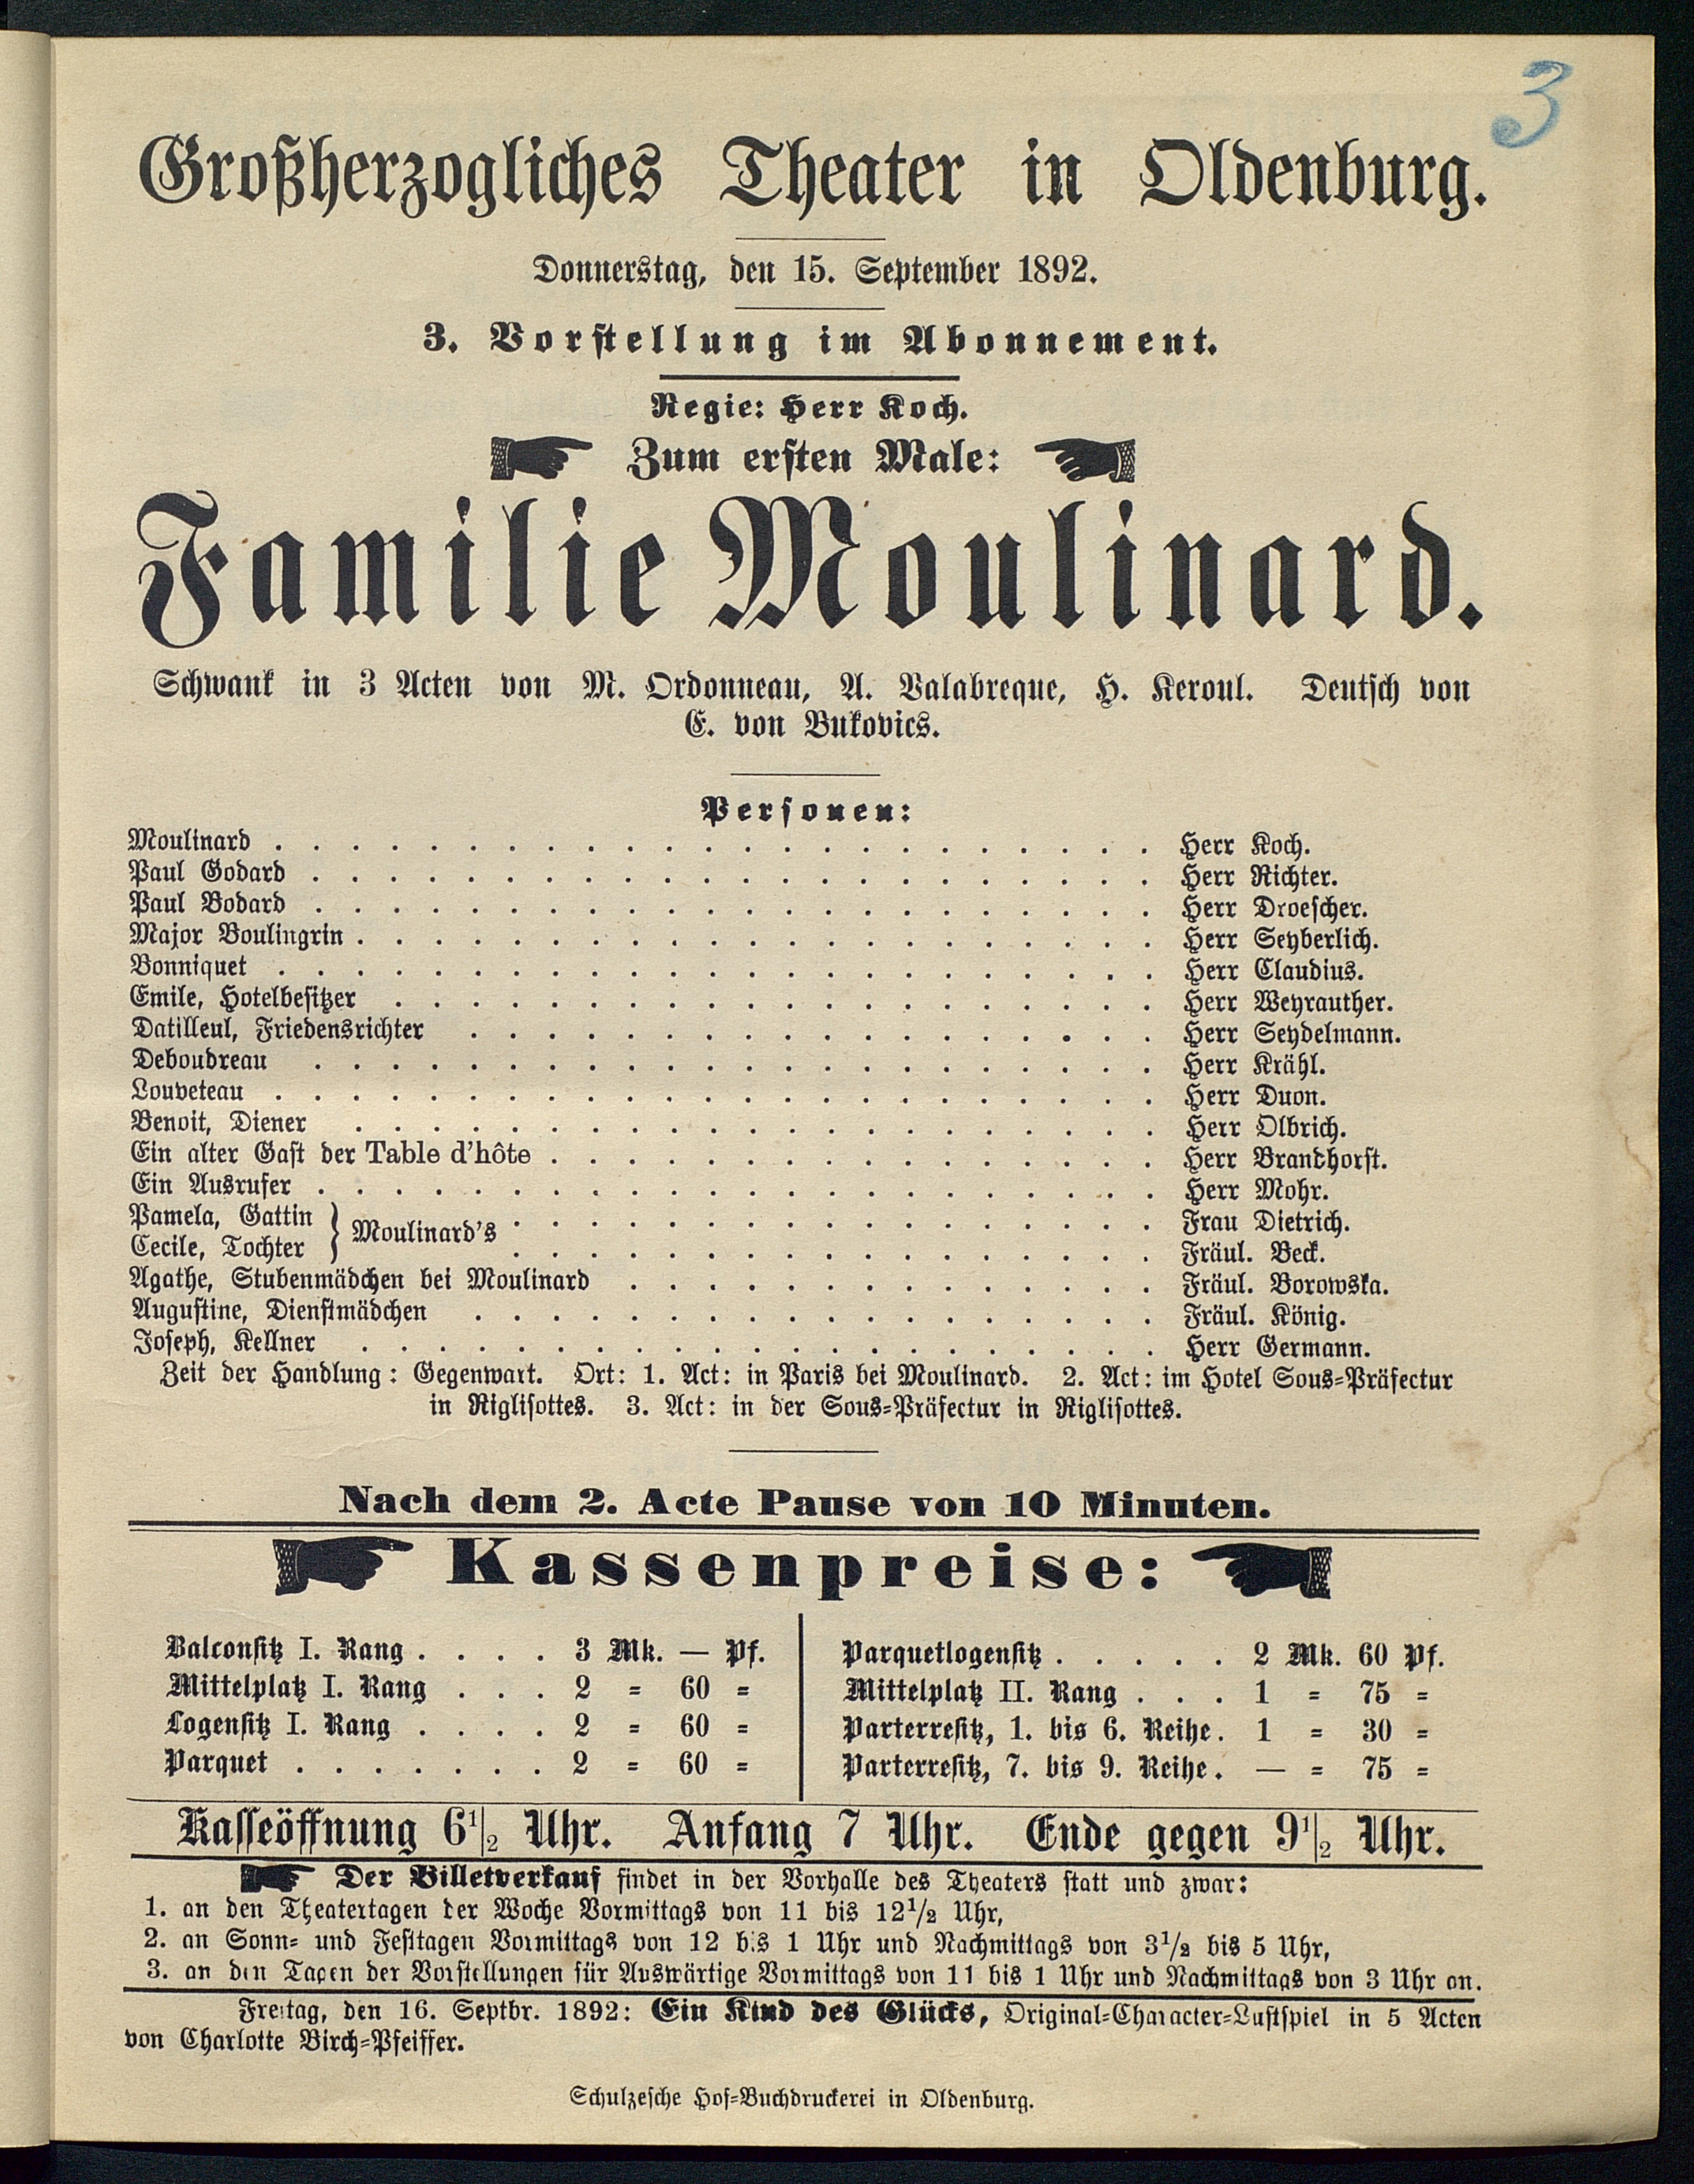 3
Großherzogliches Theater in Oldenburg.
Donnerstag, den 15. September 1892.
3. Vorstellung im Abonnement.
Regie: Herr Koch.
Zum ersten Male:
Familie Moulinard.
Schwank in 3 Acten von M. Ordonneau, A. Valabreque, H. Keroul. Deutsch von
E. von Bukovics.
Personen:
Moulinard . . . . . . . . . . Herr Koch.
Paul Godard . . . . . . . . . . Herr Richter.
Paul Bodard . . . . . . . . . . Herr Droescher.
Major Boulingrin . . . . . . . . . . Herr Seyberlich.
Bonniquet . . . . . . . . . . Herr Claudius.
Emile, Hotelbesitzer . . . . . . . . . . Herr Weyrauther.
Datilleul, Friedensrichter . . . . . . . . . . Herr Seydelmann.
Deboudreau . . . . . . . . . . Herr Krähl.
Louveteau . . . . . . . . . . Herr Duon.
Benoit, Diener . . . . . . . . . . Herr Olbrich.
Ein alter Gast der Table d'hôte . . . . . . . . . . Herr Brandhorst.
Ein Ausrufer . . . . . . . . . . Herr Mohr.
Pamela, Gattin } Moulinard's . . . . . . . . . . Frau Dietrich.
Cecile, Tochter . . . . . . . . . . Fräul. Beck.
Agathe, Stubenmädchen bei Moulinard . . . . . . . . . . Fräul. Borowska.
Augustine, Dienstmädchen . . . . . . . . . . Fräul. König.
Joseph, Kellner . . . . . . . . . . Herr Germann.
Zeit der Handlung: Gegenwart. Ort: 1. Act: in Paris bei Moulinard. 2. Act: im Hotel Sous=Präfectur
in Riglisottes. 3. Act: in der Sous=Präfectur in Riglisottes.
Nach dem 2. Acte Pause von 10 Minuten.
Kassenpreise:
Balconsitz I. Rang . . . . 3 Mk. — Pf.
Mittelplatz I. Rang . . . 2 = 60 =
Logensitz I. Rang . . . . 2 = 60 =
Parquet . . . . . . . 2 = 60 =
Parquetlogensitz . . . . . 2 Mk. 60 Pf.
Mittelplatz II. Rang . . . 1 = 75 =
Parterresitz, 1. bis 6. Reihe . 1 = 30 =
Parterresitz, 7. bis 9. Reihe . — = 75 =
Kasseöffnung 6 1/2 Uhr. Anfang 7 Uhr. Ende gegen 9 1/2 Uhr.
Der Billetverkauf findet in der Vorhalle des Theaters statt und zwar:
1. an den Theatertagen der Woche Vormittags von 11 bis 12 1/2 Uhr,
2. an Sonn= und Festtagen Vormittags von 12 bis 1 Uhr und Nachmittags von 3 1/2 bis 5 Uhr,
3. an den Tagen der Vorstellungen für Auswärtige Vormittags von 11 bis 1 Uhr und Nachmittags von 3 Uhr an.
Freitag, den 16. Septbr. 1892: Ein Kind des Glücks, Original=Character=Lustspiel in 5 Acten
von Charlotte Birch=Pfeiffer.
Schulzesche Hof=Buchdruckerei in Oldenburg.